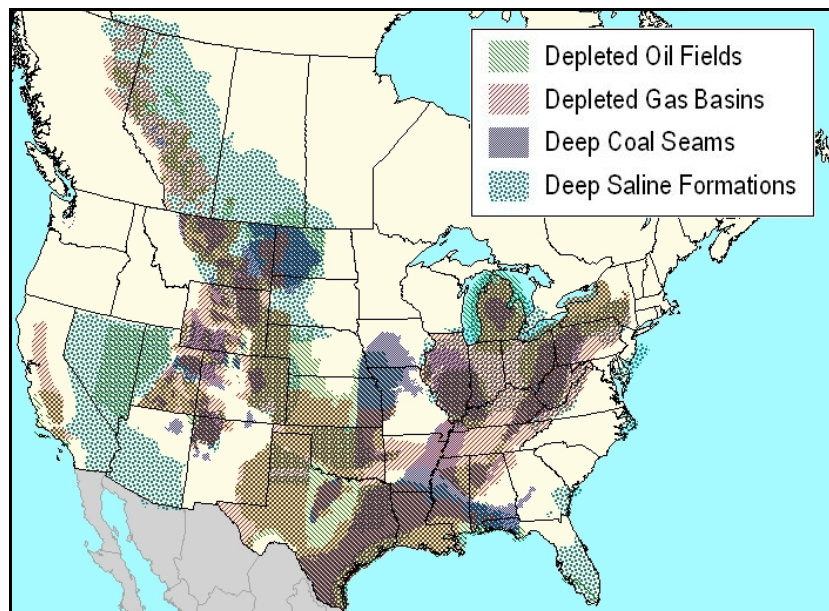 Depleted Oil Fields
Depleted Gas Basins
Deep Coal Seams
Deep Saline Formations